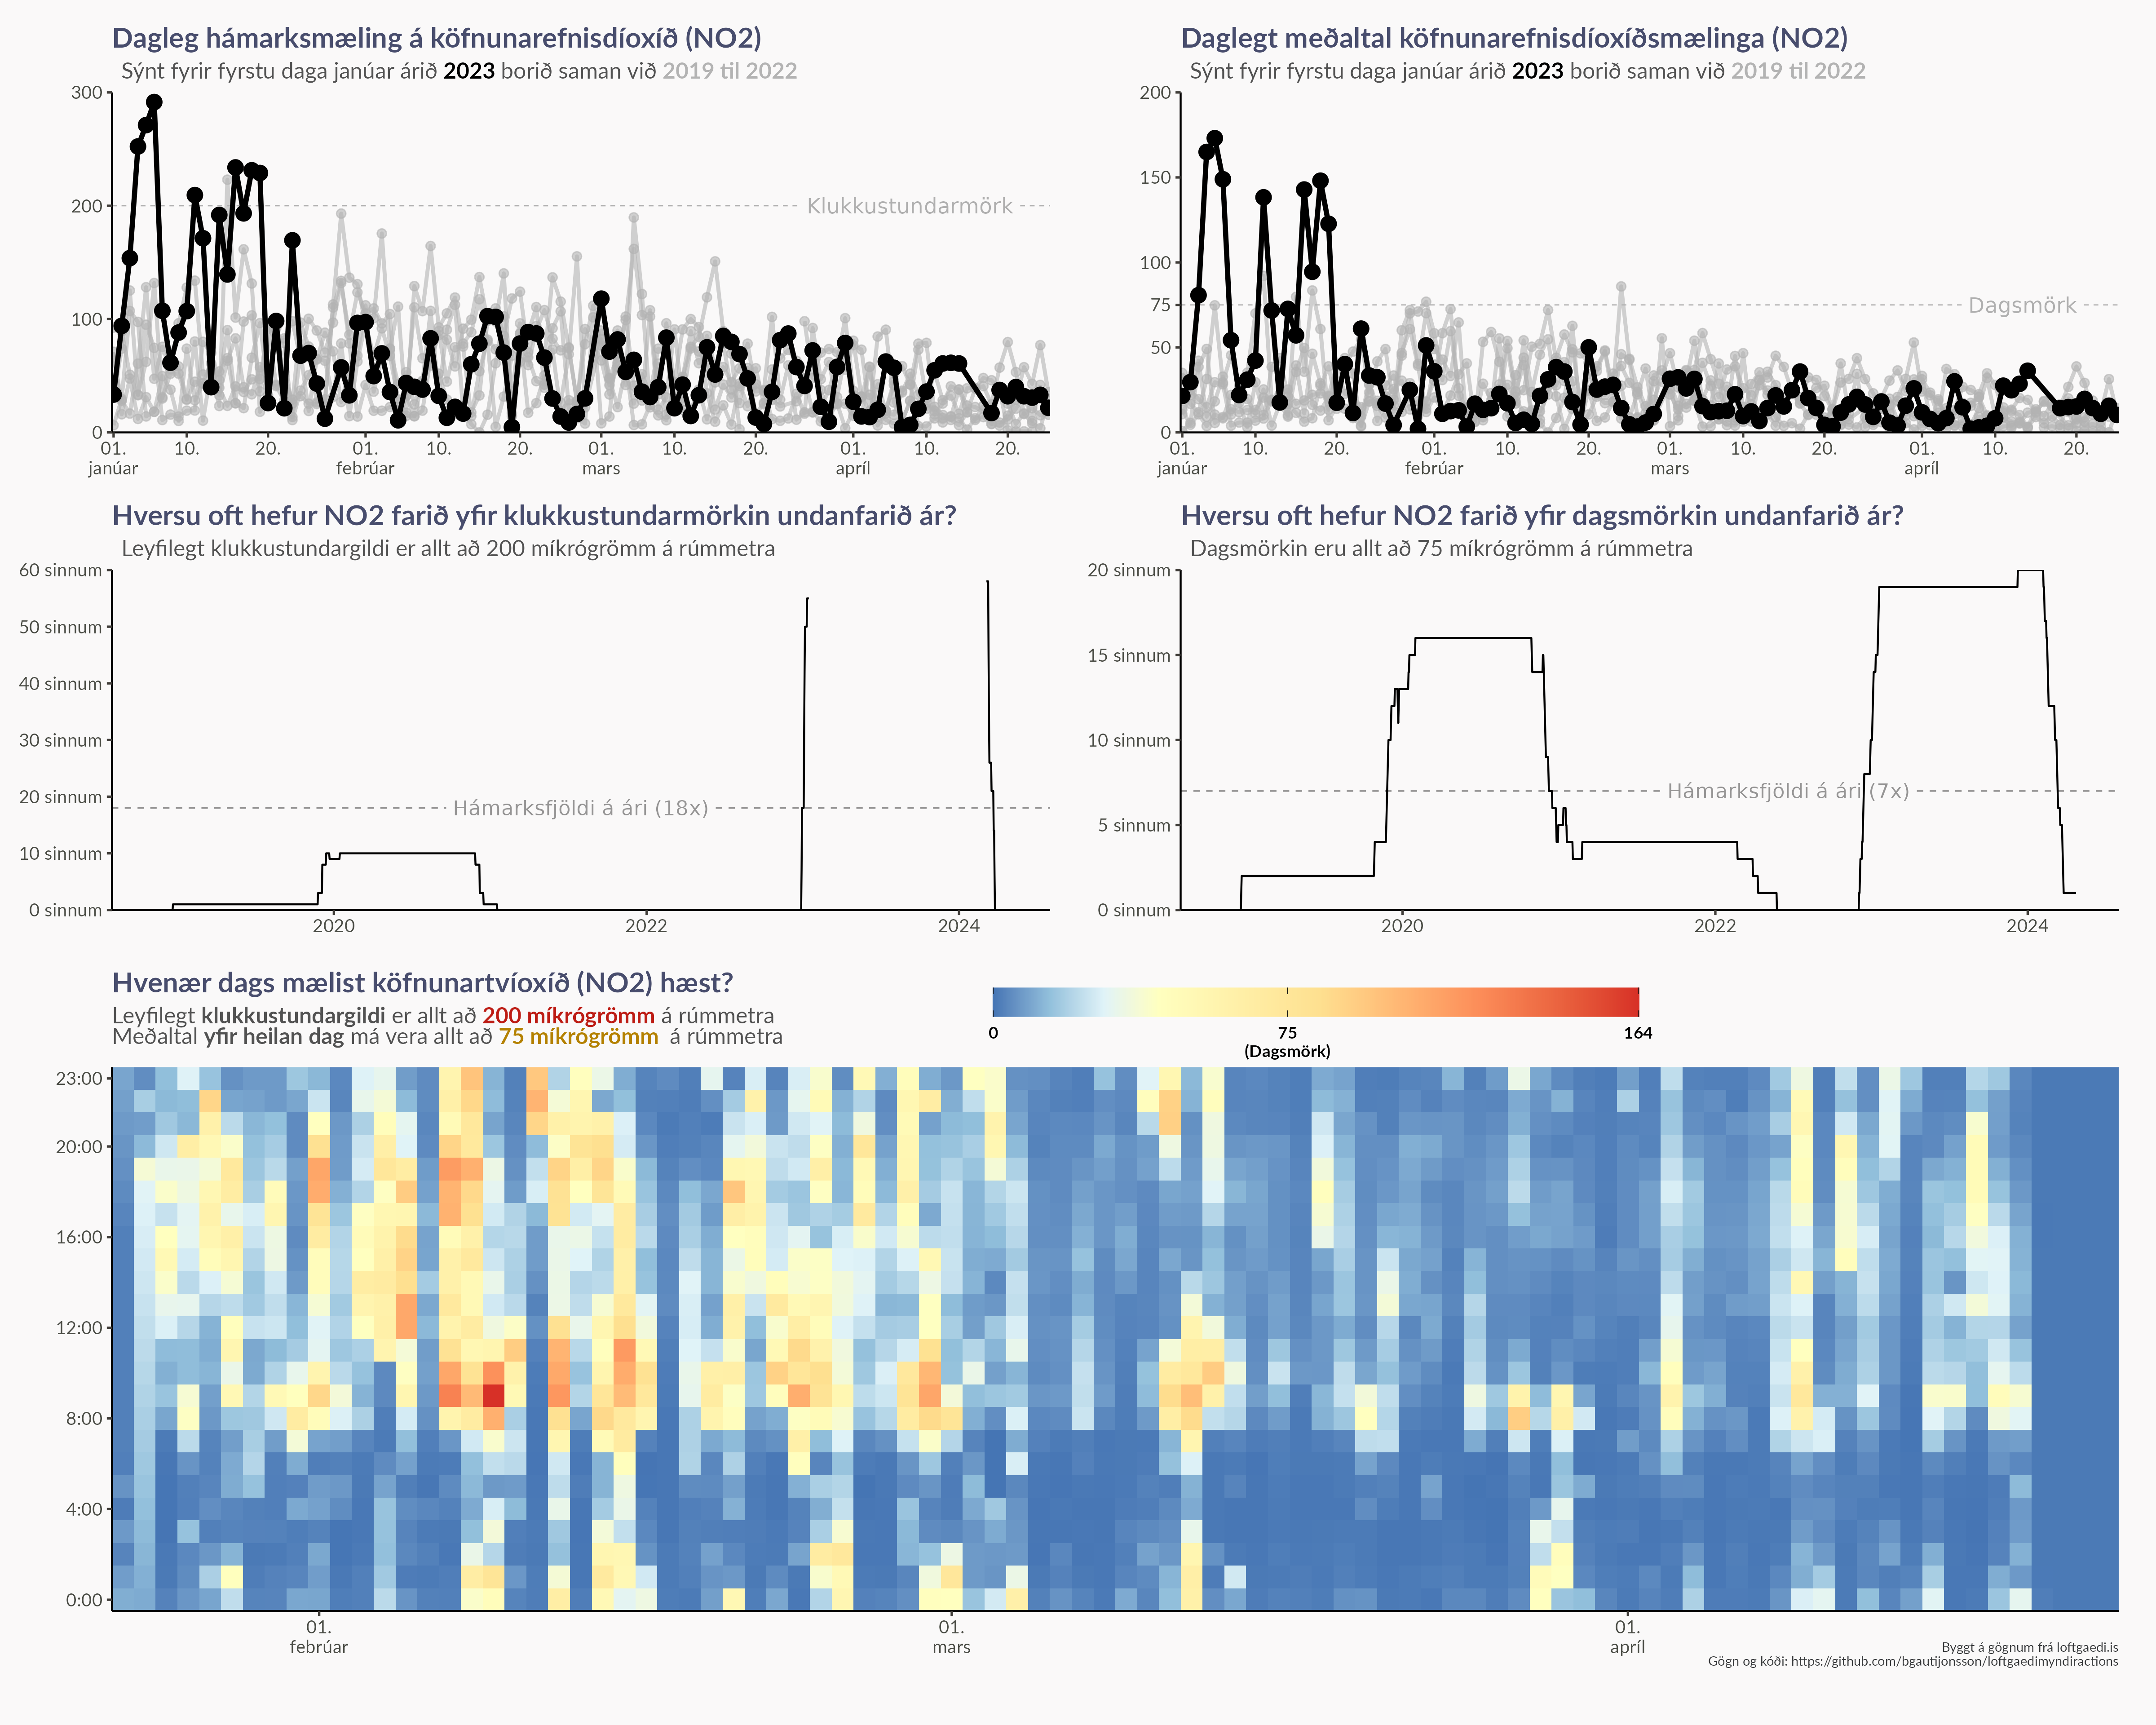 Dagleg hámarksmæling á köfnunarefnisdíoxíð (NO2)
Sýnt fyrir fyrstu daga janúar árið 2023 borið saman við 2019 til 2022
300
200
100
0
Klukkustundarmörk
01. 10. 20. 01. 10. 20. 01. 10. 20. 01. 10. 20.
janúar febrúar mars apríl
Daglegt meðaltal köfnunarefnisdíoxíðsmælinga (NO2)
Sýnt fyrir fyrstu daga janúar árið 2023 borið saman við 2019 til 2022
200
150
100
75
50
0
Dagsmörk
01. 10. 20. 01. 10. 20. 01. 10. 20. 01. 10. 20.
janúar febrúar mars apríl
Hversu oft hefur NO2 farið yfir klukkustundarmörkin undanfarið ár?
Leyfilegt klukkustundargildi er allt að 200 míkrógrömm á rúmmetra
60 sinnum
50 sinnum
40 sinnum
30 sinnum
20 sinnum
10 sinnum
0 sinnum
Hámarksfjöldi á ári (18x)
2020 2022 2024
Hversu oft hefur NO2 farið yfir dagsmörkin undanfarið ár?
Dagsmörkin eru allt að 75 míkrógrömm á rúmmetra
20 sinnum
15 sinnum
10 sinnum
5 sinnum
0 sinnum
Hámarksfjöldi á ári (7x)
2020 2022 2024
Hvenær dags mælist köfnunartvíoxíð (NO2) hæst?
Leyfilegt klukkustundargildi er allt að 200 míkrógrömm á rúmmetra
Meðaltal yfir heilan dag má vera allt að 75 míkrógrömm á rúmmetra
0 75 164
(Dagsmörk)
23:00
20:00
16:00
12:00
8:00
4:00
0:00
01. 01. 01.
febrúar mars apríl
Byggt á gögnum frá loftgaedi.is
Gögn og kóði: https://github.com/bgautijonsson/loftgaedimyndiractions